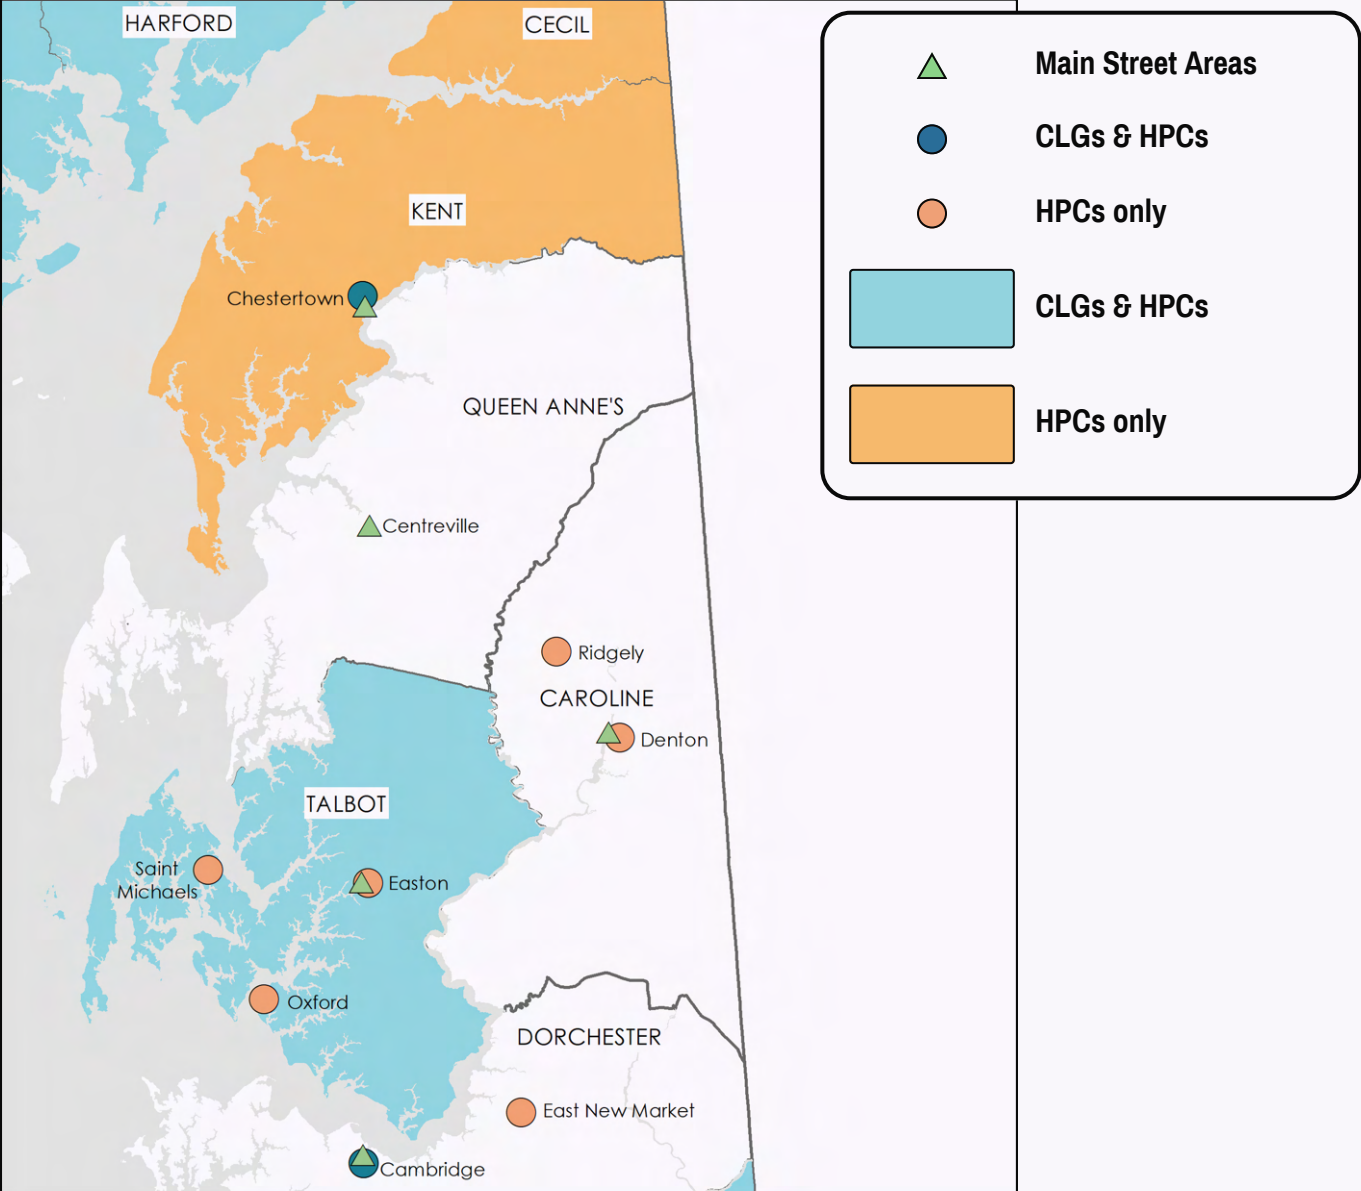 HARFORD
CECIL
KENT
Chestertown
QUEEN ANNE'S
Centreville
Ridgely
CAROLINE
Denton
TALBOT
Saint
Michaels
Easton
Oxford
DORCHESTER
East New Market
Cambridge
Main Street Areas
CLGs & HPCs
HPCs only
CLGs & HPCs
HPCs only